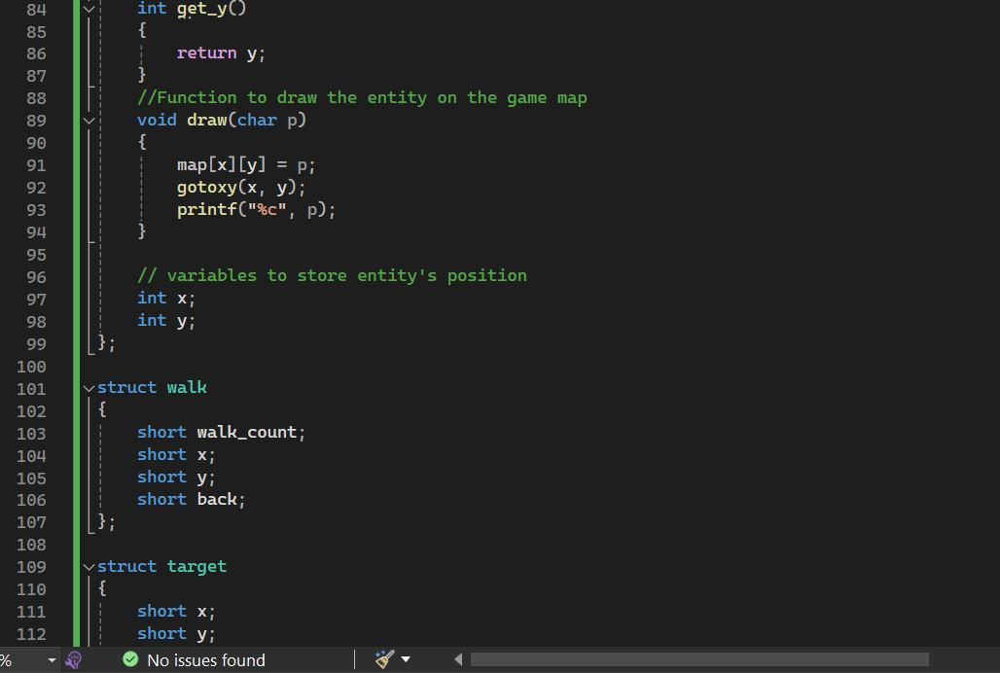 84 int get_y()
85 {
86 return y;
87 }
88 //Function to draw the entity on the game map
89 void draw(char p)
90 {
91 map[x][y] = p;
92 gotoxy(x, y);
93 printf("%c", p);
94 }
95
96 // variables to store entity's position
97 int x;
98 int y;
99 };
100
101 struct walk
102 {
103 short walk_count;
104 short x;
105 short y;
106 short back;
107 };
108
109 struct target
110 {
111 short x;
112 short y;
% No issues found